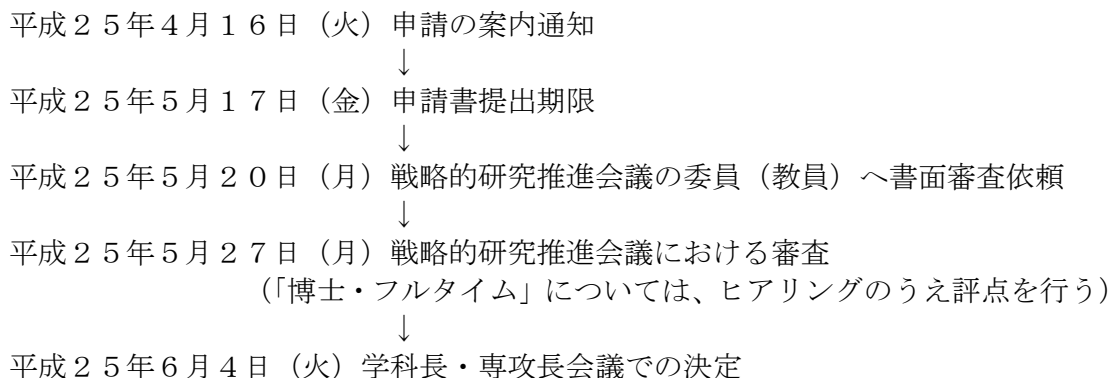 平成２５年４月１６日（火）申請の案内通知
↓
平成２５年５月１７日（金）申請書提出期限
↓
平成２５年５月２０日（月）戦略的研究推進会議の委員（教員）へ書面審査依頼
↓
平成２５年５月２７日（月）戦略的研究推進会議における審査
（「博士・フルタイム」については、ヒアリングのうえ評点を行う）
↓
平成２５年６月４日（火）学科長・専攻長会議での決定